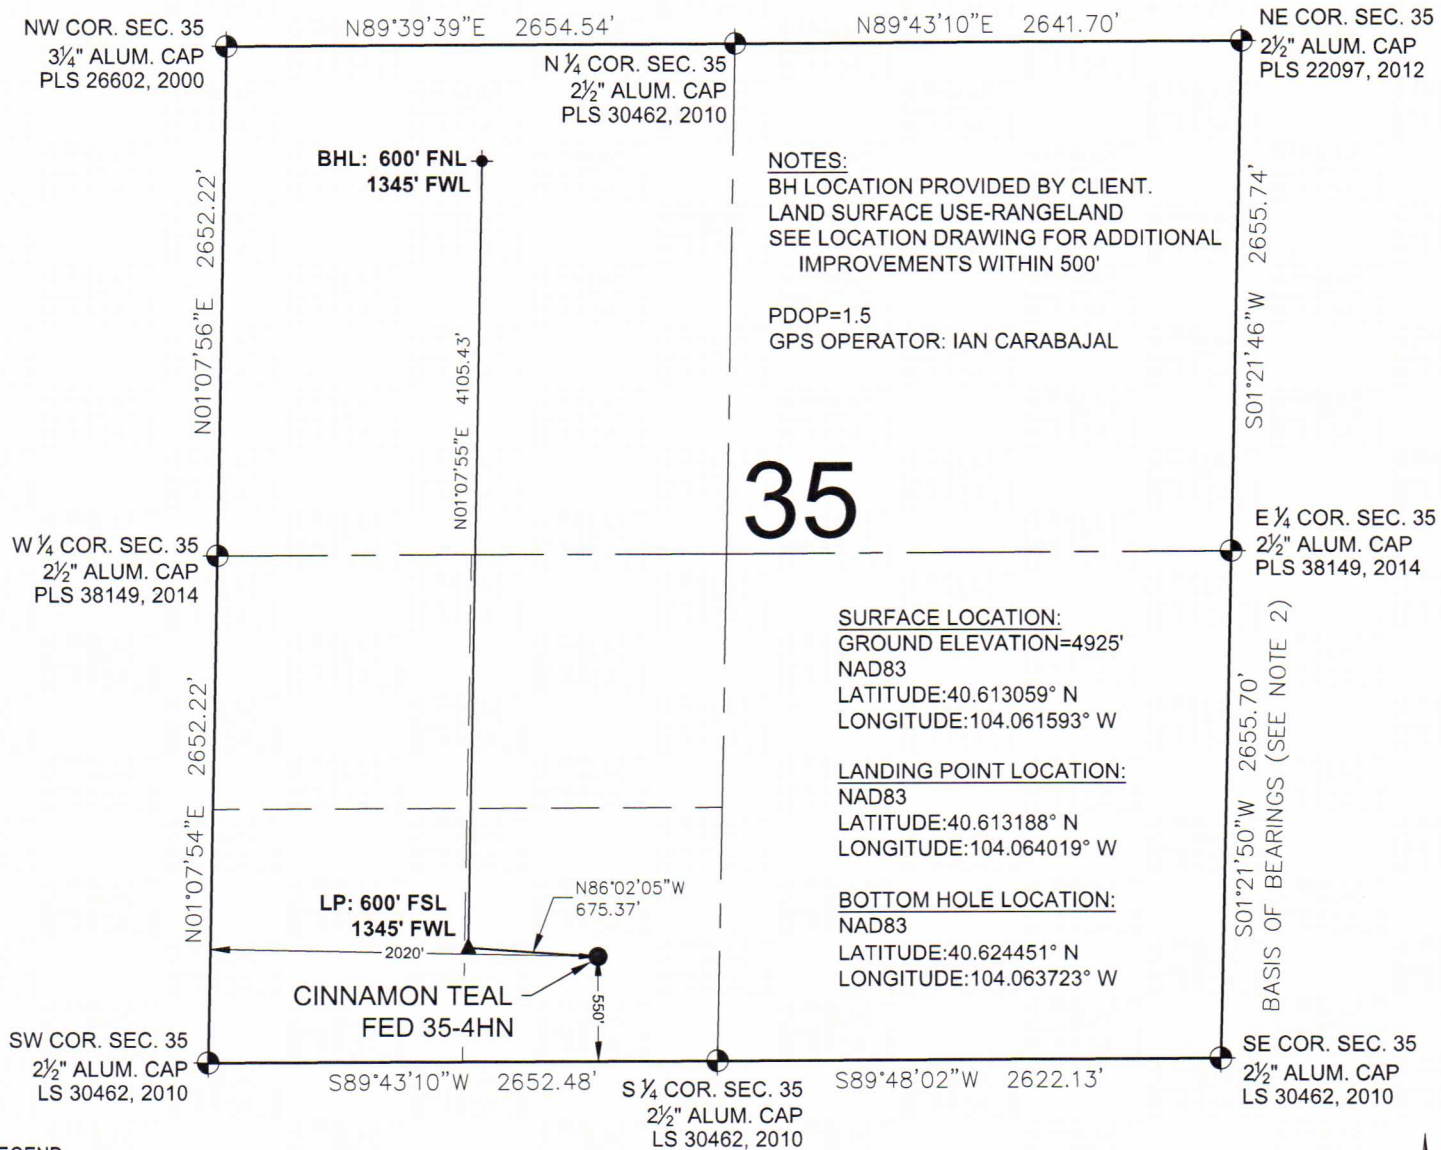 NW COR. SEC. 35
3¼" ALUM. CAP
PLS 26602, 2000
N89°39'39"E 2654.54'
N ¼ COR. SEC. 35
2½" ALUM. CAP
PLS 30462, 2010
N89°43'10"E 2641.70'
NE COR. SEC. 35
2½" ALUM. CAP
PLS 22097, 2012
BHL: 600' FNL
1345' FWL
NOTES:
BH LOCATION PROVIDED BY CLIENT.
LAND SURFACE USE-RANGELAND
SEE LOCATION DRAWING FOR ADDITIONAL
IMPROVEMENTS WITHIN 500'
PDOP=1.5
GPS OPERATOR: IAN CARABAJAL
N01°07'56"E 2652.22'
N01°07'55"E 4105.43'
S01°21'46"W 2655.74'
35
W ¼ COR. SEC. 35
2½" ALUM. CAP
PLS 38149, 2014
E ¼ COR. SEC. 35
2½" ALUM. CAP
PLS 38149, 2014
SURFACE LOCATION:
GROUND ELEVATION=4925'
NAD83
LATITUDE:40.613059° N
LONGITUDE:104.061593° W
LANDING POINT LOCATION:
NAD83
LATITUDE:40.613188° N
LONGITUDE:104.064019° W
BOTTOM HOLE LOCATION:
NAD83
LATITUDE:40.624451° N
LONGITUDE:104.063723° W
N01°07'54"E 2652.22'
S01°21'50"W 2655.70'
BASIS OF BEARINGS (SEE NOTE 2)
LP: 600' FSL
1345' FWL
N86°02'05"W
675.37'
2020'
550'
CINNAMON TEAL
FED 35-4HN
SW COR. SEC. 35
2½" ALUM. CAP
LS 30462, 2010
S89°43'10"W 2652.48'
S ¼ COR. SEC. 35
2½" ALUM. CAP
LS 30462, 2010
S89°48'02"W 2622.13'
SE COR. SEC. 35
2½" ALUM. CAP
LS 30462, 2010